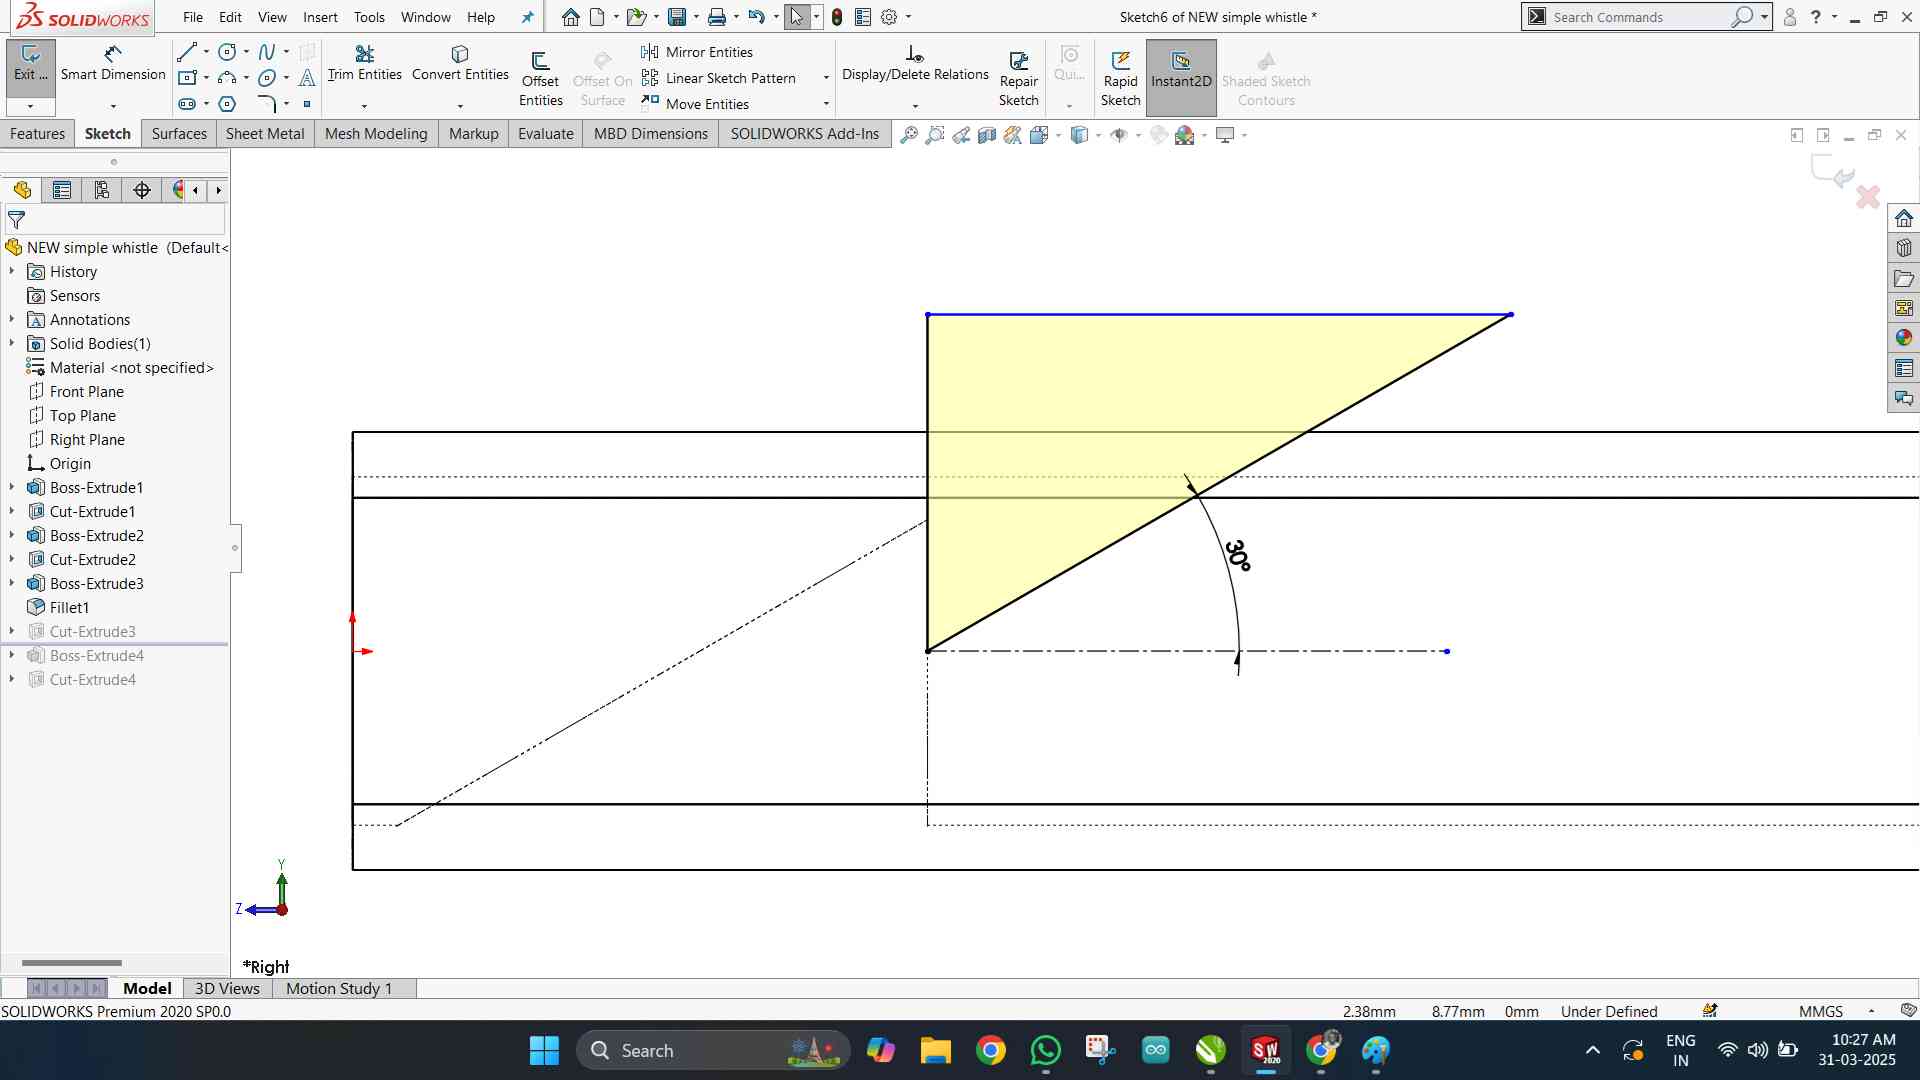 SOLIDWORKS File Edit View Insert Tools Window Help Sketch6 of NEW simple whistle * Search Commands
Exit ... Smart Dimension Trim Entities Convert Entities Offset Entities Offset On Surface Mirror Entities Linear Sketch Pattern Move Entities Display/Delete Relations Repair Sketch Qui... Rapid Sketch Instant2D Shaded Sketch Contours
Features Sketch Surfaces Sheet Metal Mesh Modeling Markup Evaluate MBD Dimensions SOLIDWORKS Add-Ins
NEW simple whistle (Default<
History
Sensors
Annotations
Solid Bodies(1)
Material <not specified>
Front Plane
Top Plane
Right Plane
Origin
Boss-Extrude1
Cut-Extrude1
Boss-Extrude2
Cut-Extrude2
Boss-Extrude3
Fillet1
Cut-Extrude3
Boss-Extrude4
Cut-Extrude4
30°
Y
Z
*Right
Model 3D Views Motion Study 1
SOLIDWORKS Premium 2020 SP0.0 2.38mm 8.77mm 0mm Under Defined MMGS
Search SW 2020 ENG IN 10:27 AM 31-03-2025